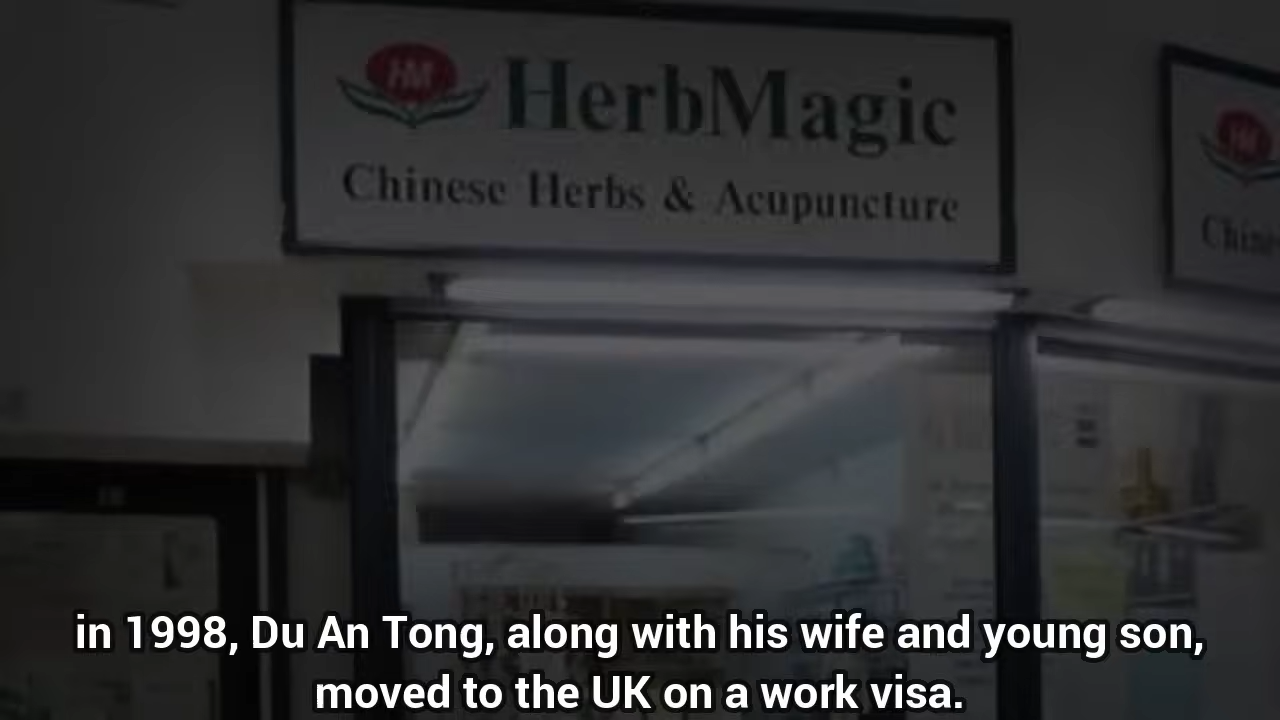 HM HerbMagic
Chinese Herbs & Acupuncture
HM
in 1998, Du An Tong, along with his wife and young son,
moved to the UK on a work visa.